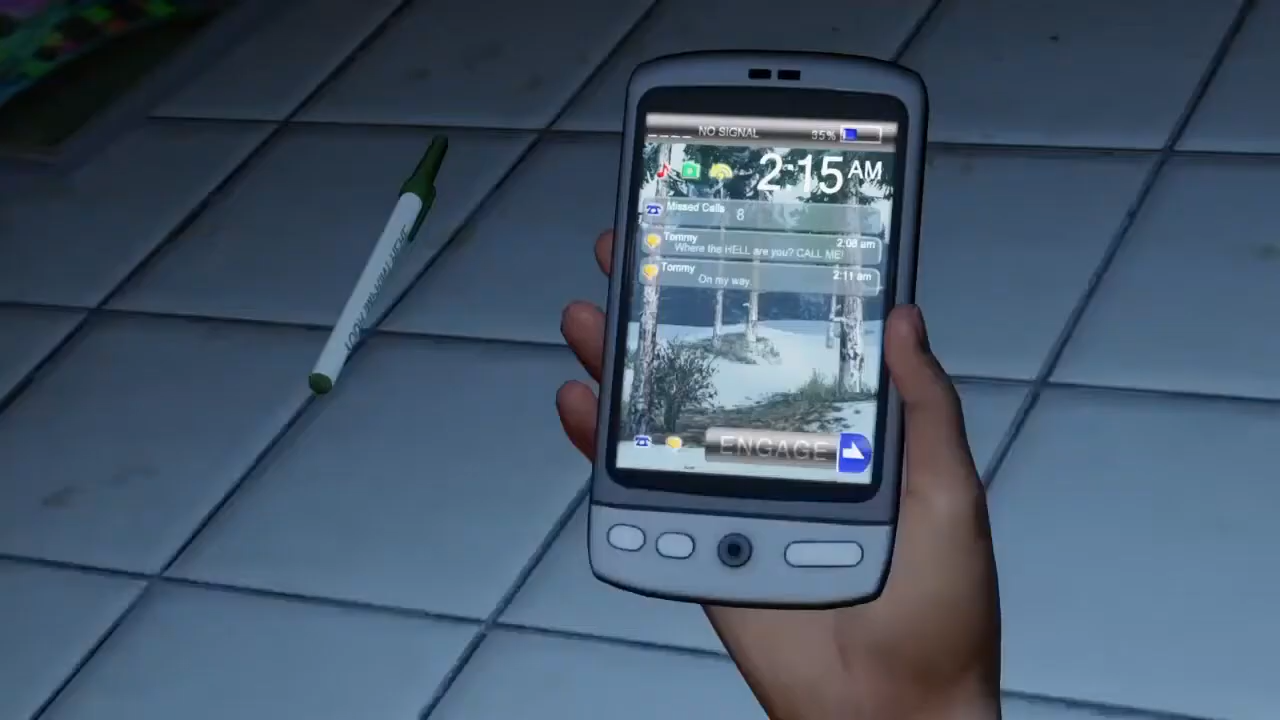 NO SIGNAL 35%
2:15 AM
Missed Calls
8
Tommy 2:08 am
Where the HELL are you? CALL ME!
Tommy 2:11 am
On my way
ENGAGE